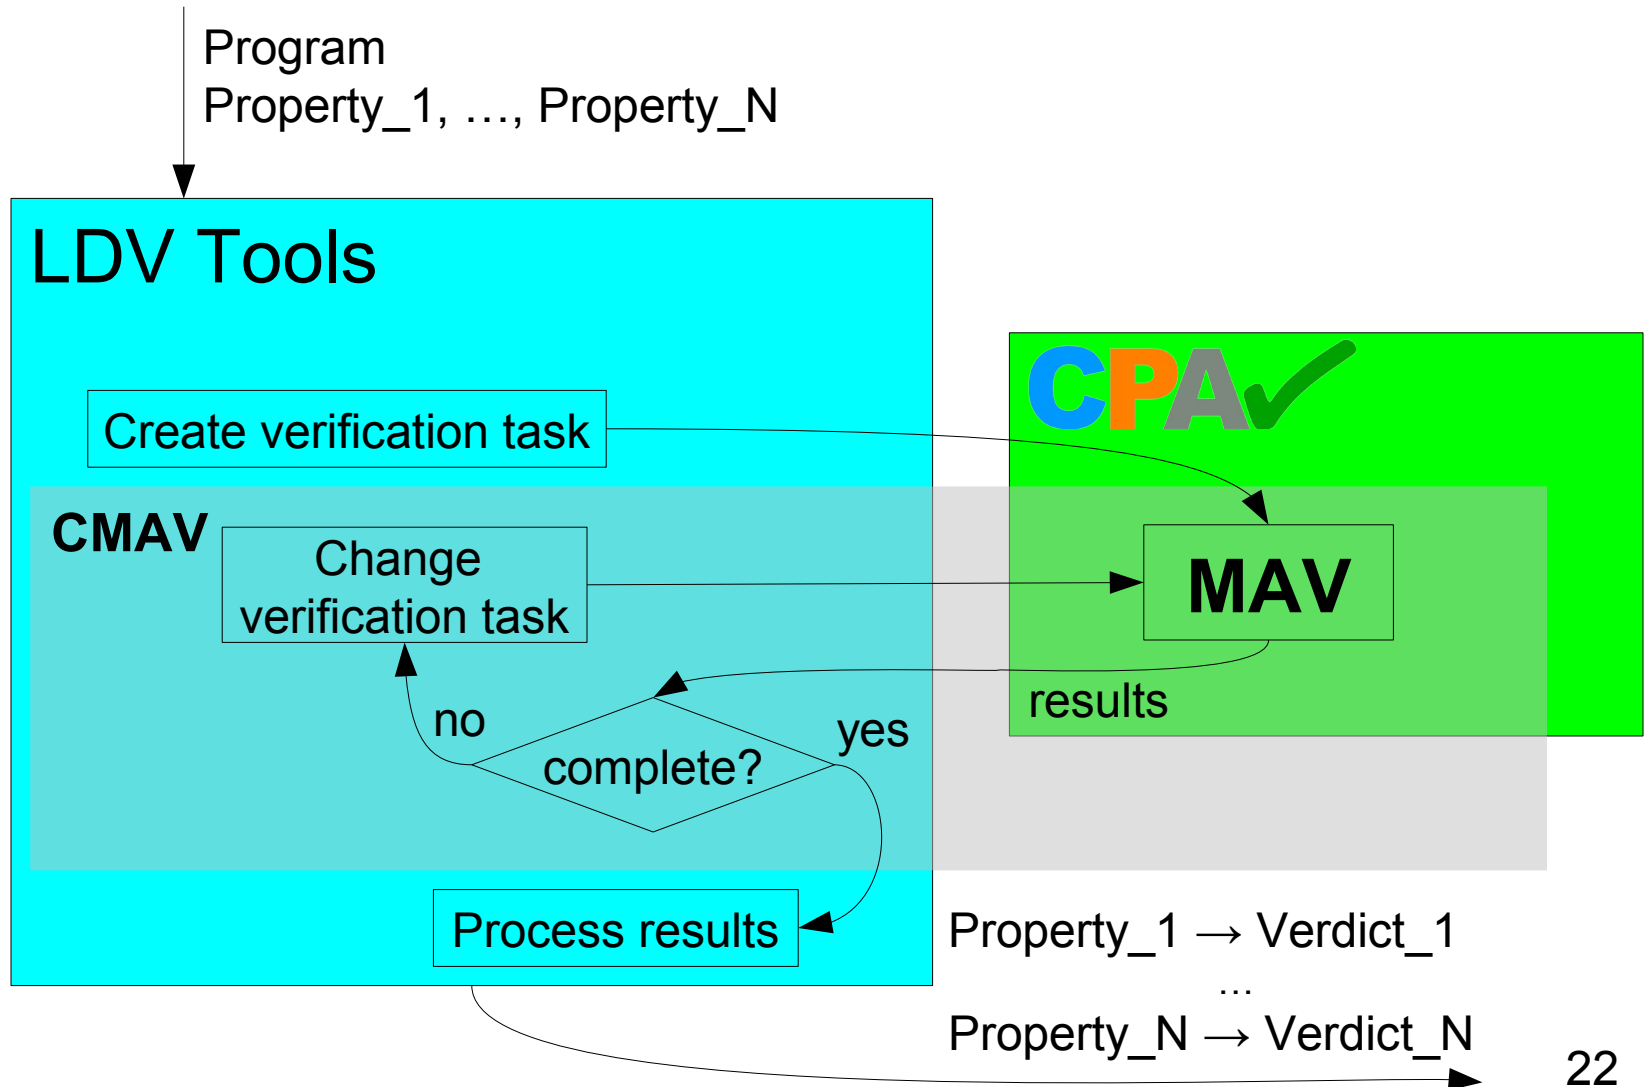 Program
Property_1, ..., Property_N
LDV Tools
CPA
Create verification task
CMAV
Change
verification task
MAV
results
no
yes
complete?
Process results
Property_1 → Verdict_1
...
Property_N → Verdict_N
22